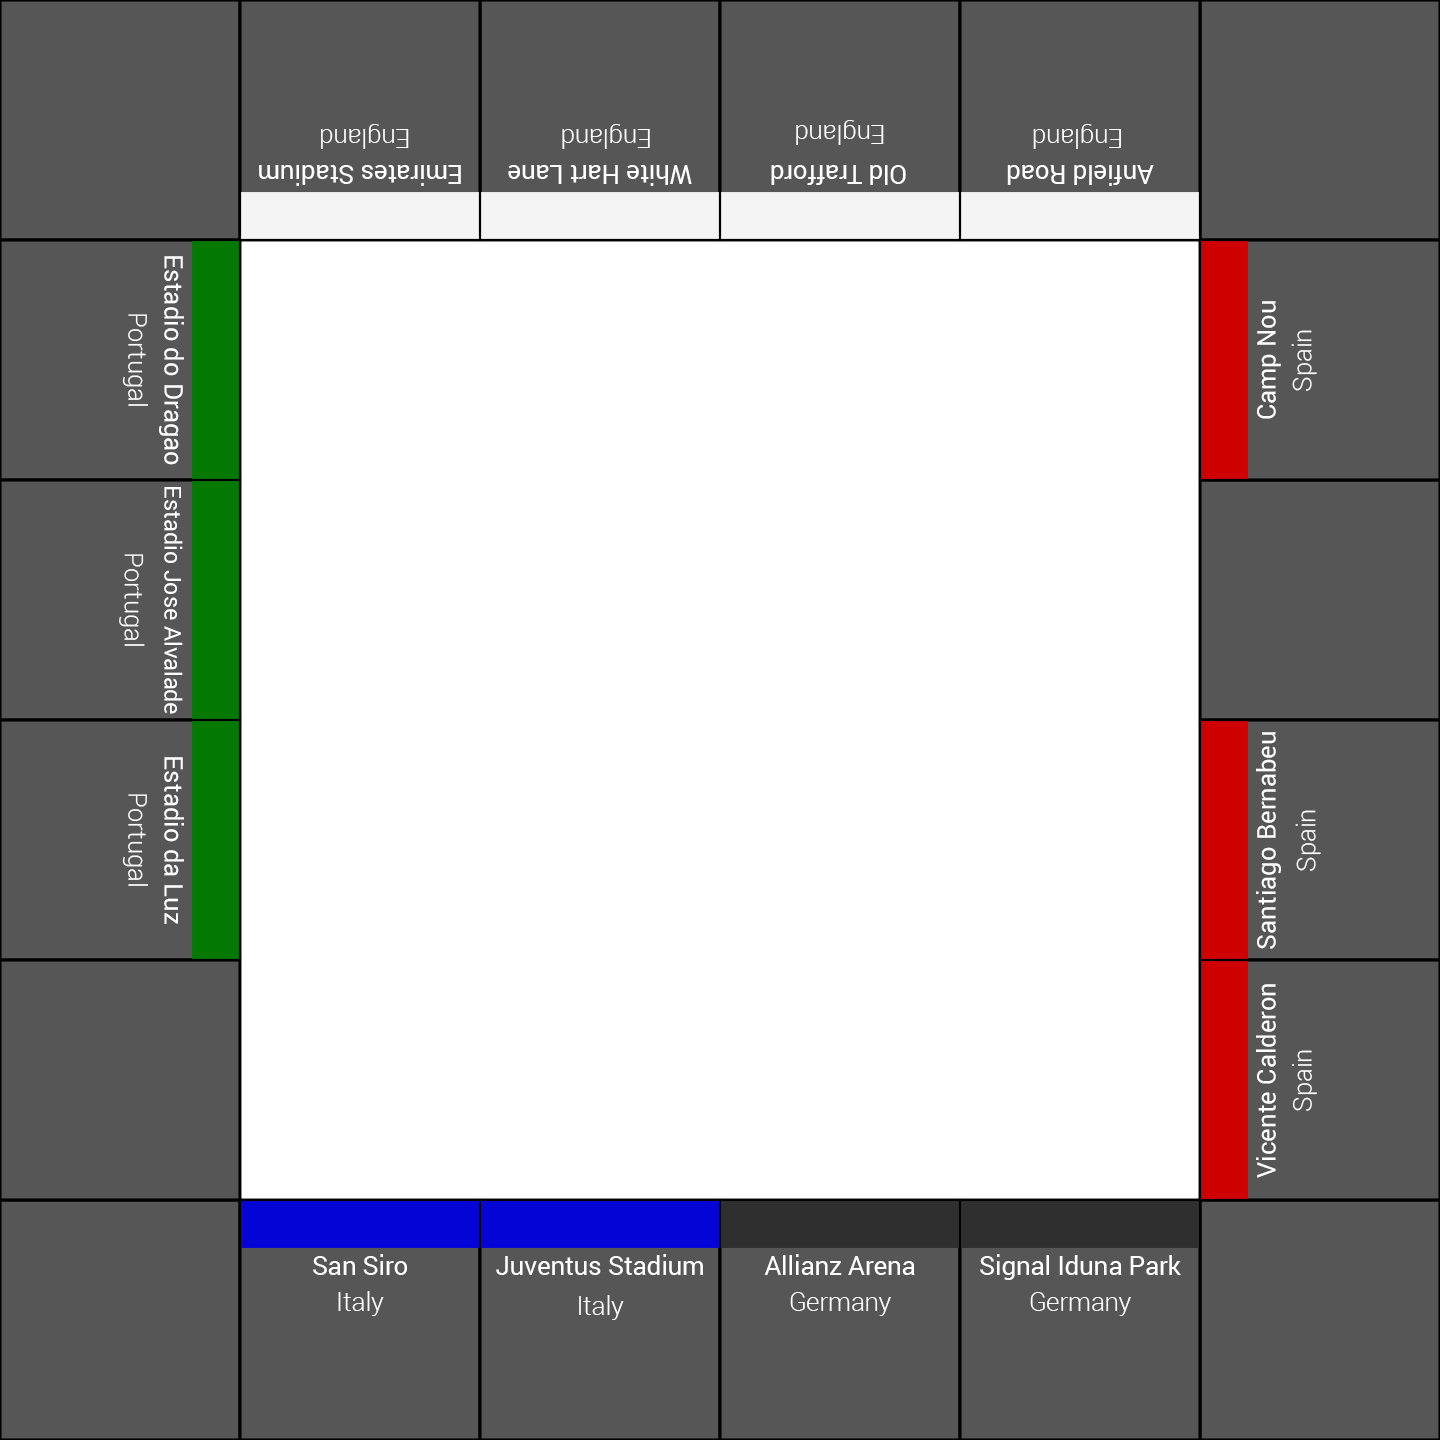 Emirates Stadium
England
White Hart Lane
England
Old Trafford
England
Anfield Road
England
Estadio do Dragao
Portugal
Camp Nou
Spain
Estadio Jose Alvalade
Portugal
Estadio da Luz
Portugal
Santiago Bernabeu
Spain
Vicente Calderon
Spain
San Siro
Italy
Juventus Stadium
Italy
Allianz Arena
Germany
Signal Iduna Park
Germany